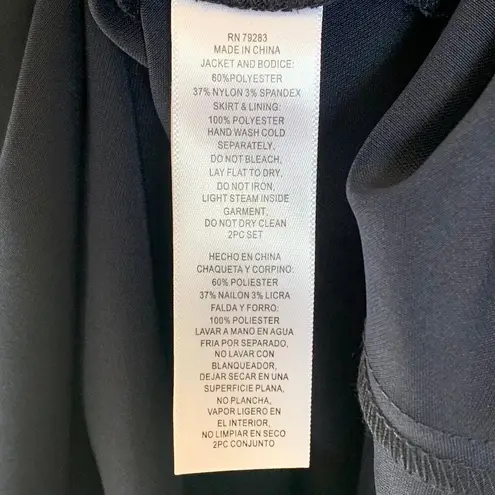 RN 79283
MADE IN CHINA
JACKET AND BODICE:
60%POLYESTER
37% NYLON 3% SPANDEX
SKIRT & LINING:
100% POLYESTER
HAND WASH COLD
SEPARATELY,
DO NOT BLEACH,
LAY FLAT TO DRY,
DO NOT IRON,
LIGHT STEAM INSIDE
GARMENT,
DO NOT DRY CLEAN
2PC SET
HECHO EN CHINA
CHAQUETA Y CORPINO:
60% POLIESTER
37% NAILON 3% LICRA
FALDA Y FORRO:
100% POLIESTER
LAVAR A MANO EN AGUA
FRIA POR SEPARADO,
NO LAVAR CON
BLANQUEADOR,
DEJAR SECAR EN UNA
SUPERFICIE PLANA,
NO PLANCHA,
VAPOR LIGERO EN
EL INTERIOR,
NO LIMPIAR EN SECO
2PC CONJUNTO